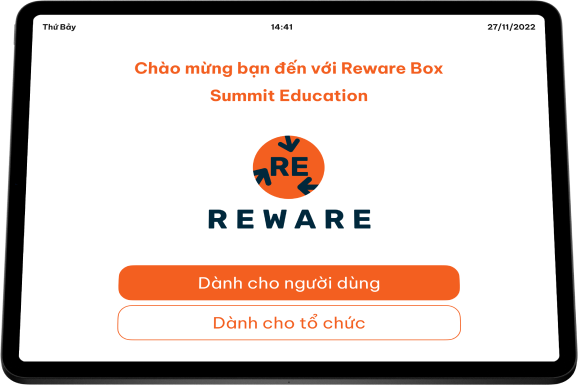 Thứ Bảy 14:41 27/11/2022
Chào mừng bạn đến với Reware Box
Summit Education
RE
REWARE
Dành cho người dùng
Dành cho tổ chức